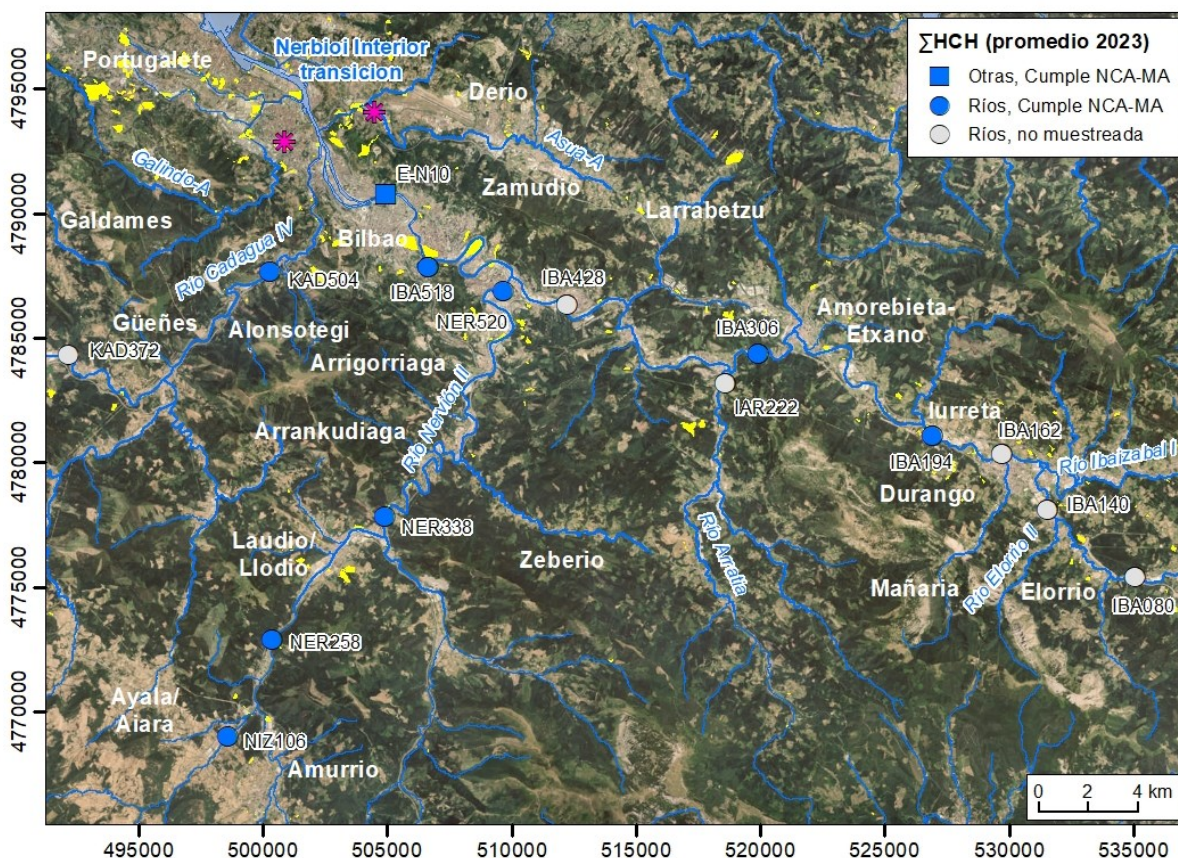 ∑HCH (promedio 2023)
Otras, Cumple NCA-MA
Ríos, Cumple NCA-MA
Ríos, no muestreada
Nerbioi Interior
transicion
Portugalete
Derio
Asua-A
Galindo-A
E-N10
Zamudio
Larrabetzu
Galdames
Bilbao
Río Cadagua IV
KAD504
IBA518
IBA428
NER520
Güeñes
Alonsotegi
Amorebieta-
Etxano
IBA306
KAD372
Arrigorriaga
IAR222
Arrankudiaga
Río Nervión II
Iurreta
IBA162
IBA194
Río Ibaizabal I
Durango
IBA140
NER338
Laudio/
Llodio
Zeberio
Río Arratia
Mañaria
Río Elorrio II
Elorrio
IBA080
NER258
Ayala/
Aiara
NIZ106
Amurrio
0 2 4 km
4795000
4790000
4785000
4780000
4775000
4770000
495000 500000 505000 510000 515000 520000 525000 530000 535000